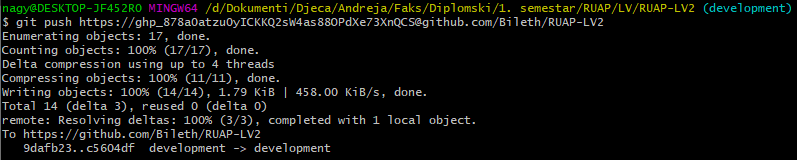 nagy@DESKTOP-JF452RO MINGW64 /d/Dokumenti/Djeca/Andreja/Faks/Diplomski/1. semestar/RUAP/LV/RUAP-LV2 (development)
$ git push @github.com/Bileth/RUAP-LV2
Enumerating objects: 17, done.
Counting objects: 100% (17/17), done.
Delta compression using up to 4 threads
Compressing objects: 100% (11/11), done.
Writing objects: 100% (14/14), 1.79 KiB | 458.00 KiB/s, done.
Total 14 (delta 3), reused 0 (delta 0)
remote: Resolving deltas: 100% (3/3), completed with 1 local object.
To https://github.com/Bileth/RUAP-LV2
   9dafb23..c5604df  development -> development